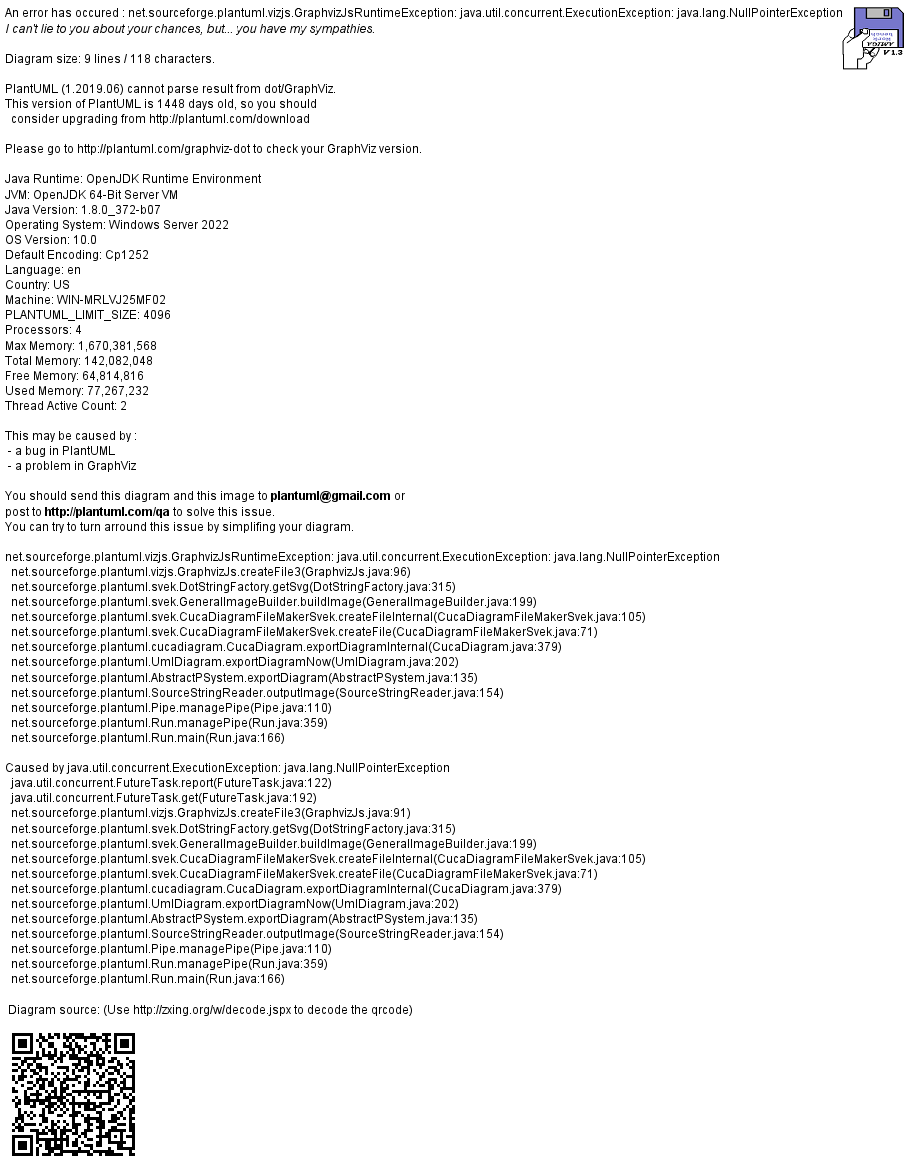 An error has occured : net.sourceforge.plantuml.vizjs.GraphvizJsRuntimeException: java.util.concurrent.ExecutionException: java.lang.NullPointerException
I can't lie to you about your chances, but... you have my sympathies.
V 1.3
Diagram size: 9 lines / 118 characters.
PlantUML (1.2019.06) cannot parse result from dot/GraphViz.
This version of PlantUML is 1448 days old, so you should
consider upgrading from http://plantuml.com/download
Please go to http://plantuml.com/graphviz-dot to check your GraphViz version.
Java Runtime: OpenJDK Runtime Environment
JVM: OpenJDK 64-Bit Server VM
Java Version: 1.8.0_372-b07
Operating System: Windows Server 2022
OS Version: 10.0
Default Encoding: Cp1252
Language: en
Country: US
Machine: WIN-MRLVJ25MF02
PLANTUML_LIMIT_SIZE: 4096
Processors: 4
Max Memory: 1,670,381,568
Total Memory: 142,082,048
Free Memory: 64,814,816
Used Memory: 77,267,232
Thread Active Count: 2
This may be caused by :
- a bug in PlantUML
- a problem in GraphViz
You should send this diagram and this image to plantuml@gmail.com or
post to http://plantuml.com/qa to solve this issue.
You can try to turn arround this issue by simplifing your diagram.
net.sourceforge.plantuml.vizjs.GraphvizJsRuntimeException: java.util.concurrent.ExecutionException: java.lang.NullPointerException
net.sourceforge.plantuml.vizjs.GraphvizJs.createFile3(GraphvizJs.java:96)
net.sourceforge.plantuml.svek.DotStringFactory.getSvg(DotStringFactory.java:315)
net.sourceforge.plantuml.svek.GeneralImageBuilder.buildImage(GeneralImageBuilder.java:199)
net.sourceforge.plantuml.svek.CucaDiagramFileMakerSvek.createFileInternal(CucaDiagramFileMakerSvek.java:105)
net.sourceforge.plantuml.svek.CucaDiagramFileMakerSvek.createFile(CucaDiagramFileMakerSvek.java:71)
net.sourceforge.plantuml.cucadiagram.CucaDiagram.exportDiagramInternal(CucaDiagram.java:379)
net.sourceforge.plantuml.UmlDiagram.exportDiagramNow(UmlDiagram.java:202)
net.sourceforge.plantuml.AbstractPSystem.exportDiagram(AbstractPSystem.java:135)
net.sourceforge.plantuml.SourceStringReader.outputImage(SourceStringReader.java:154)
net.sourceforge.plantuml.Pipe.managePipe(Pipe.java:110)
net.sourceforge.plantuml.Run.managePipe(Run.java:359)
net.sourceforge.plantuml.Run.main(Run.java:166)
Caused by java.util.concurrent.ExecutionException: java.lang.NullPointerException
java.util.concurrent.FutureTask.report(FutureTask.java:122)
java.util.concurrent.FutureTask.get(FutureTask.java:192)
net.sourceforge.plantuml.vizjs.GraphvizJs.createFile3(GraphvizJs.java:91)
net.sourceforge.plantuml.svek.DotStringFactory.getSvg(DotStringFactory.java:315)
net.sourceforge.plantuml.svek.GeneralImageBuilder.buildImage(GeneralImageBuilder.java:199)
net.sourceforge.plantuml.svek.CucaDiagramFileMakerSvek.createFileInternal(CucaDiagramFileMakerSvek.java:105)
net.sourceforge.plantuml.svek.CucaDiagramFileMakerSvek.createFile(CucaDiagramFileMakerSvek.java:71)
net.sourceforge.plantuml.cucadiagram.CucaDiagram.exportDiagramInternal(CucaDiagram.java:379)
net.sourceforge.plantuml.UmlDiagram.exportDiagramNow(UmlDiagram.java:202)
net.sourceforge.plantuml.AbstractPSystem.exportDiagram(AbstractPSystem.java:135)
net.sourceforge.plantuml.SourceStringReader.outputImage(SourceStringReader.java:154)
net.sourceforge.plantuml.Pipe.managePipe(Pipe.java:110)
net.sourceforge.plantuml.Run.managePipe(Run.java:359)
net.sourceforge.plantuml.Run.main(Run.java:166)
Diagram source: (Use http://zxing.org/w/decode.jspx to decode the qrcode)